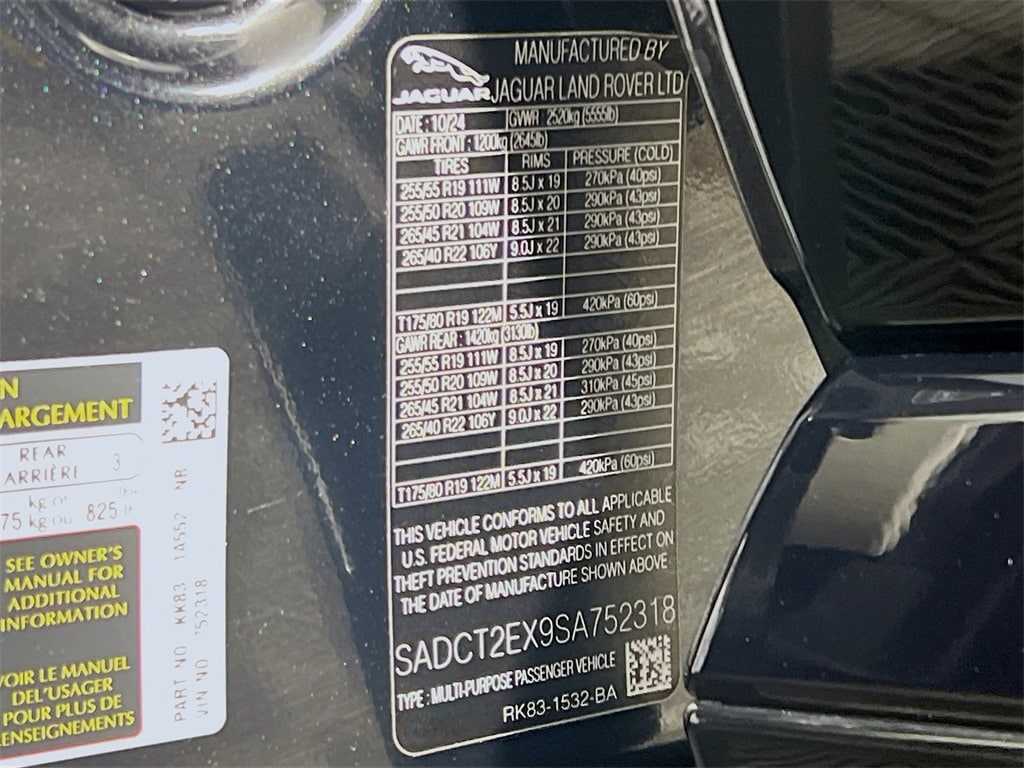 JAGUAR
MANUFACTURED BY
JAGUAR LAND ROVER LTD
DATE : 10/24 GVWR 2520kg (5555lb)
GAWR FRONT : 1200kg (2645lb)
TIRES RIMS PRESSURE (COLD)
255/55 R19 111W 8.5J x 19 270kPa (40psi)
255/50 R20 109W 8.5J x 20 290kPa (43psi)
265/45 R21 104W 8.5J x 21 290kPa (43psi)
265/40 R22 106Y 9.0J x 22 290kPa (43psi)
T175/80 R19 122M 5.5J x 19 420kPa (60psi)
GAWR REAR : 1420kg (3130lb)
255/55 R19 111W 8.5J x 19 270kPa (40psi)
255/50 R20 109W 8.5J x 20 290kPa (43psi)
265/45 R21 104W 8.5J x 21 310kPa (45psi)
265/40 R22 106Y 9.0J x 22 290kPa (43psi)
T175/80 R19 122M 5.5J x 19 420kPa (60psi)
THIS VEHICLE CONFORMS TO ALL APPLICABLE
U.S. FEDERAL MOTOR VEHICLE SAFETY AND
THEFT PREVENTION STANDARDS IN EFFECT ON
THE DATE OF MANUFACTURE SHOWN ABOVE
SADCT2EX9SA752318
TYPE : MULTI-PURPOSE PASSENGER VEHICLE
RK83-1532-BA
N
ARGEMENT
REAR
ARRIÈRE 3
kg or
75 kg ou 825 
SEE OWNER'S
MANUAL FOR
ADDITIONAL
INFORMATION
VOIR LE MANUEL
DEL'USAGER
POUR PLUS DE
RENSEIGNEMENTS
PART NO KK83 1A552 
VIN NO 752318